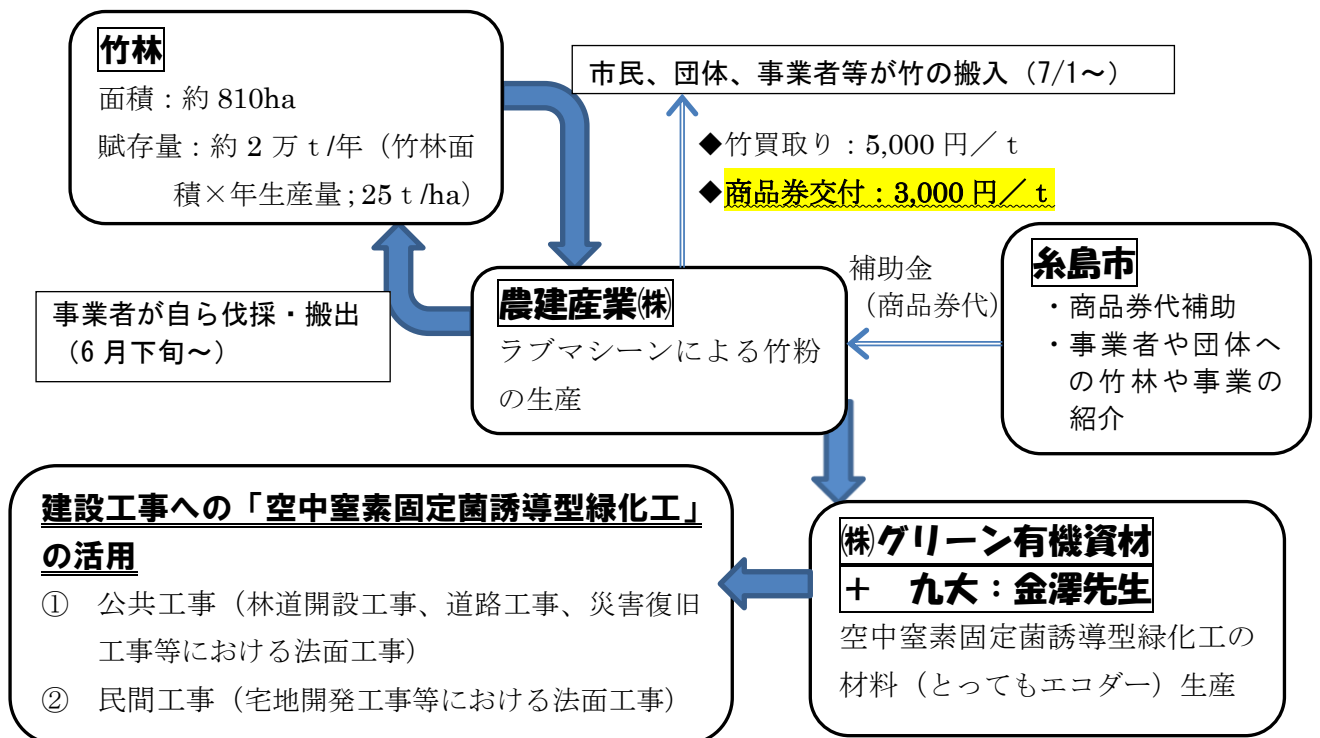 竹林
面積：約 810ha
賦存量：約 2 万ｔ/年（竹林面
積×年生産量；25ｔ/ha）
市民、団体、事業者等が竹の搬入（7/1～）
◆竹買取り：5,000 円／ｔ
◆商品券交付：3,000 円／ｔ
事業者が自ら伐採・搬出
（6 月下旬～）
農建産業㈱
ラブマシーンによる竹粉
の生産
補助金
（商品券代）
糸島市
・商品券代補助
・事業者や団体へ
の竹林や事業の
紹介
建設工事への「空中窒素固定菌誘導型緑化工」
の活用
① 公共工事（林道開設工事、道路工事、災害復旧
工事等における法面工事）
② 民間工事（宅地開発工事等における法面工事）
㈱グリーン有機資材
＋ 九大：金澤先生
空中窒素固定菌誘導型緑化工の
材料（とってもエコダー）生産